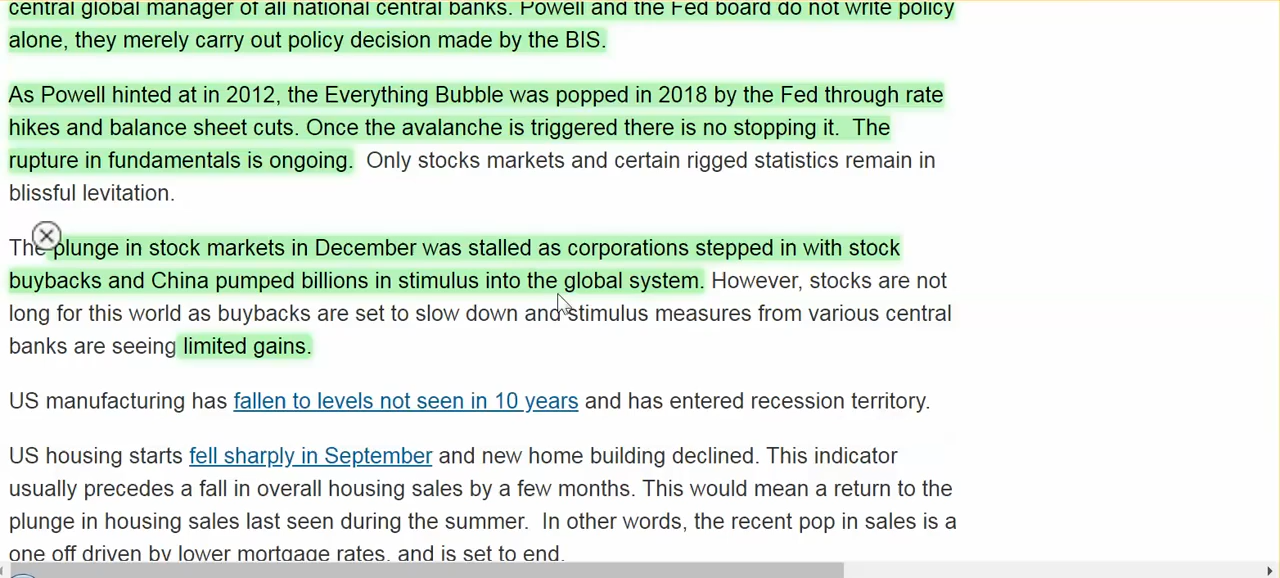 central global manager of all national central banks. Powell and the Fed board do not write policy
alone, they merely carry out policy decision made by the BIS.
As Powell hinted at in 2012, the Everything Bubble was popped in 2018 by the Fed through rate
hikes and balance sheet cuts. Once the avalanche is triggered there is no stopping it. The
rupture in fundamentals is ongoing. Only stocks markets and certain rigged statistics remain in
blissful levitation.
The plunge in stock markets in December was stalled as corporations stepped in with stock
buybacks and China pumped billions in stimulus into the global system. However, stocks are not
long for this world as buybacks are set to slow down and stimulus measures from various central
banks are seeing limited gains.
US manufacturing has fallen to levels not seen in 10 years and has entered recession territory.
US housing starts fell sharply in September and new home building declined. This indicator
usually precedes a fall in overall housing sales by a few months. This would mean a return to the
plunge in housing sales last seen during the summer. In other words, the recent pop in sales is a
one off driven by lower mortgage rates, and is set to end.